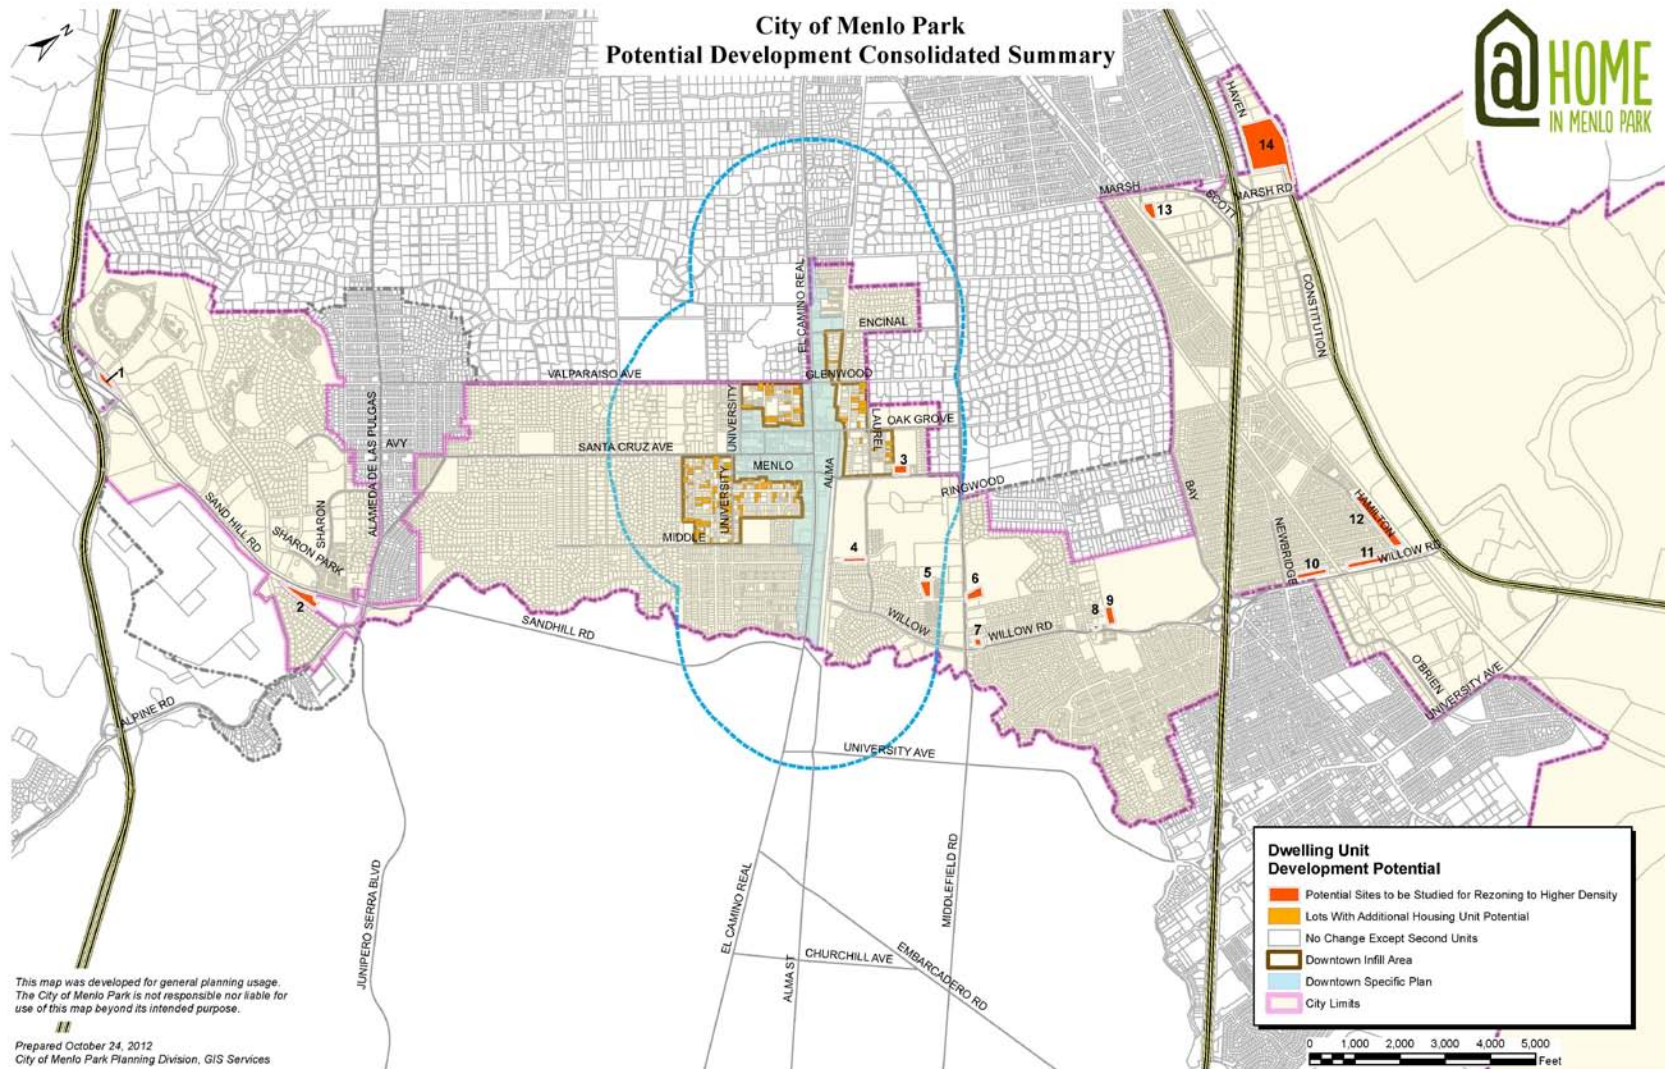 City of Menlo Park
Potential Development Consolidated Summary
@HOME
IN MENLO PARK
N
HAVEN
14
MARSH
SCOTT
MARSH RD
13
CONSTITUTION
EL CAMINO REAL
ENCINAL
1
VALPARAISO AVE
GLENWOOD
UNIVERSITY
LAUREL
OAK GROVE
ALAMEDA DE LAS PULGAS
AVY
SANTA CRUZ AVE
MENLO
ALMA
3
RINGWOOD
BAY
UNIVERSITY
SAND HILL RD
SHARON
SHARON PARK
MIDDLE
4
HAMILTON
12
NEWBRIDGE
11
WILLOW RD
10
5
6
2
8
9
WILLOW
7
WILLOW RD
SANDHILL RD
O'BRIEN
UNIVERSITY AVE
ALPINE RD
UNIVERSITY AVE
JUNIPERO SERRA BLVD
EL CAMINO REAL
MIDDLEFIELD RD
ALMA ST
CHURCHILL AVE
EMBARCADERO RD
Dwelling Unit
Development Potential
Potential Sites to be Studied for Rezoning to Higher Density
Lots With Additional Housing Unit Potential
No Change Except Second Units
Downtown Infill Area
Downtown Specific Plan
City Limits
0 1,000 2,000 3,000 4,000 5,000
Feet
This map was developed for general planning usage.
The City of Menlo Park is not responsible nor liable for
use of this map beyond its intended purpose.
Prepared October 24, 2012
City of Menlo Park Planning Division, GIS Services